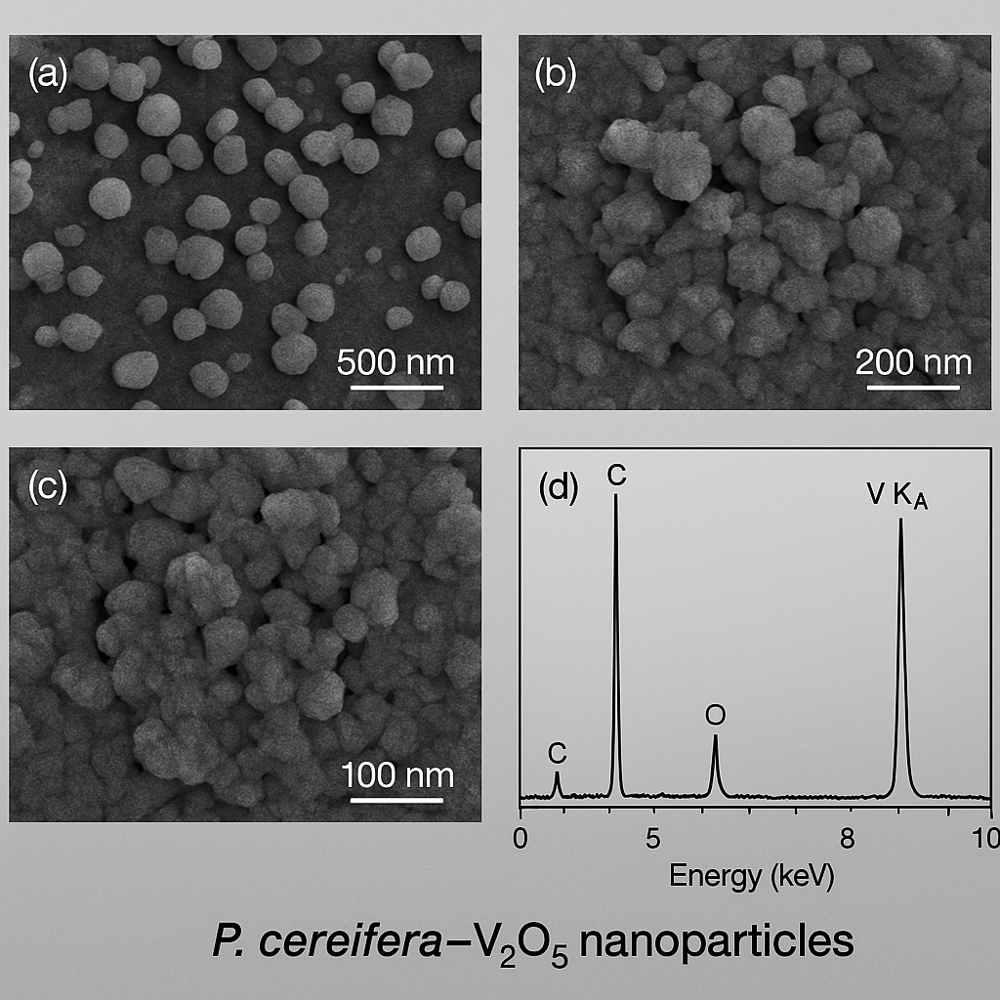 (a)
500 nm
(b)
200 nm
(c)
100 nm
(d)
C
V K_A
O
C
0 5 8 10
Energy (keV)
P. cereifera–V₂O₅ nanoparticles